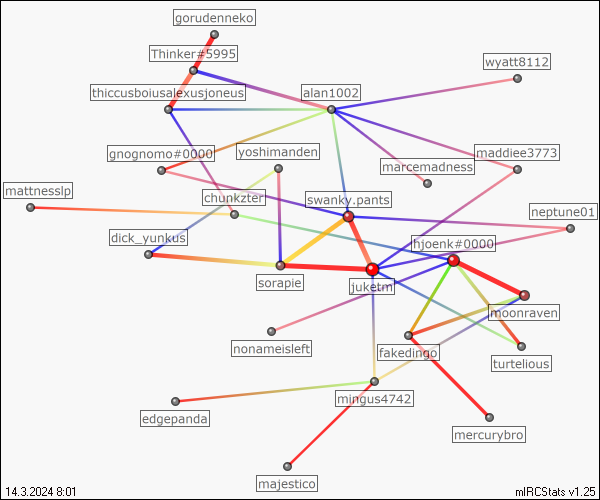 gorudenneko
Thinker#5995
wyatt8112
thiccusboiusalexusjoneus
alan1002
gnognomo#0000
yoshimanden
maddiee3773
marcemadness
mattnesslp
chunkzter
swanky.pants
neptune01
dick_yunkus
hjoenk#0000
sorapie
juketm
moonraven
nonameisleft
fakedingo
turtelious
mingus4742
edgepanda
mercurybro
majestico
14.3.2024 8:01
mIRCStats v1.25